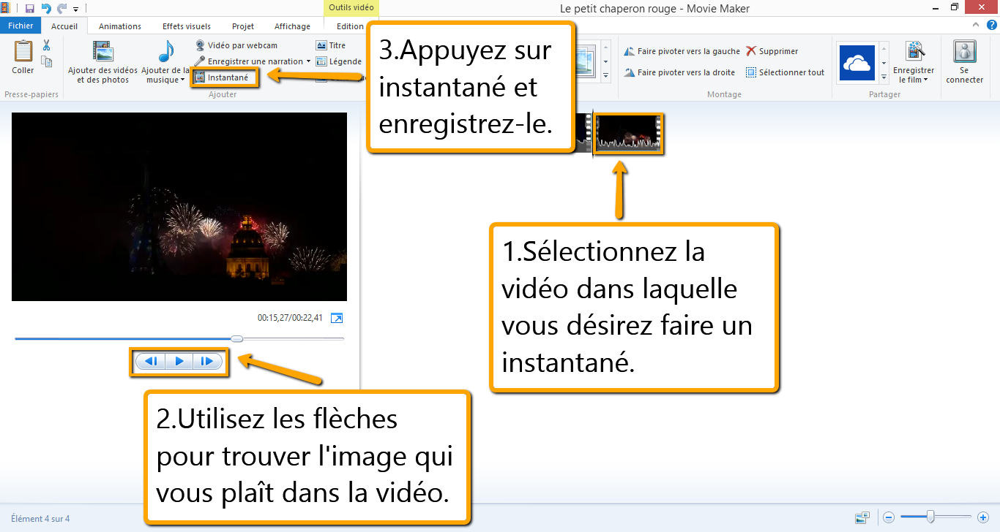 Outils vidéo
Le petit chaperon rouge - Movie Maker
Fichier
Accueil
Animations
Effets visuels
Projet
Affichage
Edition
Coller
Presse-papiers
Ajouter des vidéos
et des photos
Ajouter de la
musique
Vidéo par webcam
Enregistrer une narration
Instantané
Titre
Légende
Ajouter
Faire pivoter vers la gauche
Faire pivoter vers la droite
Supprimer
Sélectionner tout
Montage
Enregistrer
le film
Partager
Se
connecter
3.Appuyez sur
instantané et
enregistrez-le.
1.Sélectionnez la
vidéo dans laquelle
vous désirez faire un
instantané.
00:15,27/00:22,41
2.Utilisez les flèches
pour trouver l'image qui
vous plaît dans la vidéo.
Élément 4 sur 4